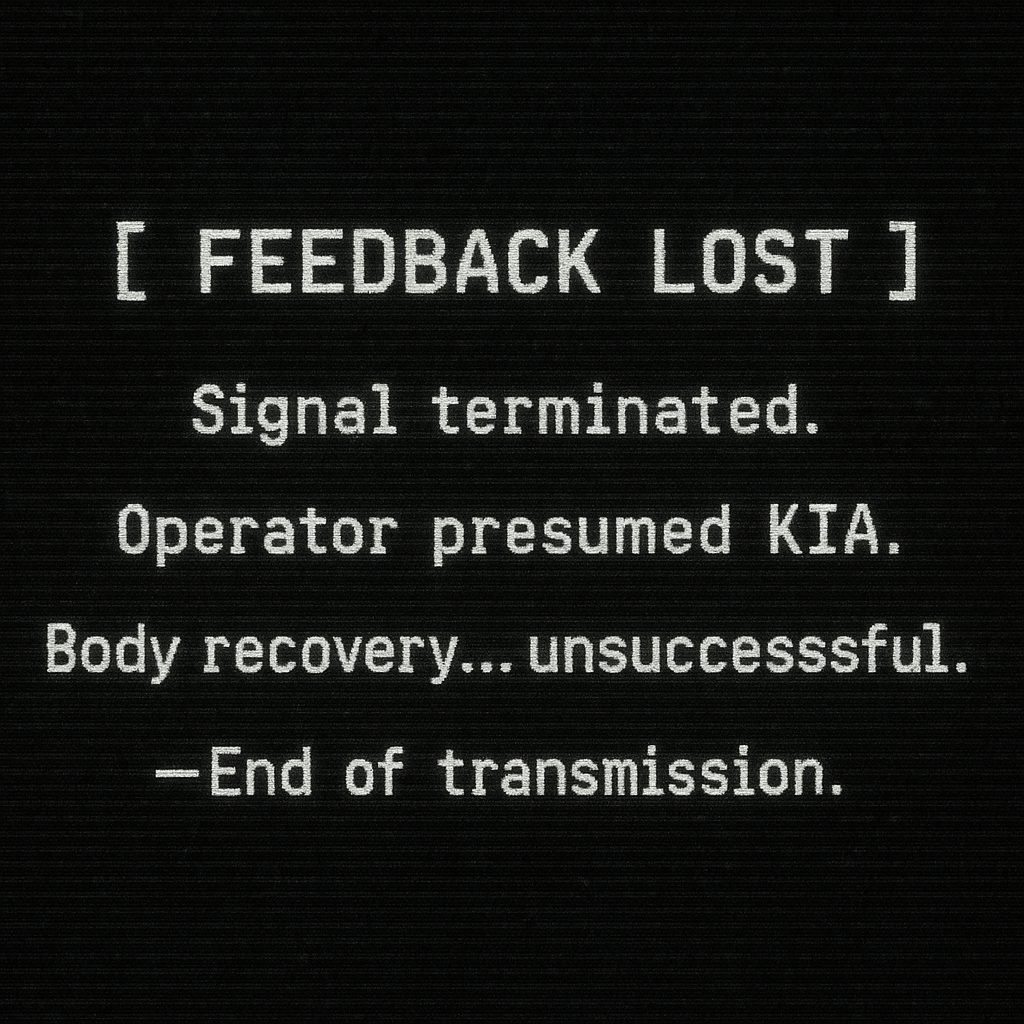 [ FEEDBACK LOST ]
Signal terminated.
Operator presumed KIA.
Body recovery... unsuccesssful.
—End of transmission.